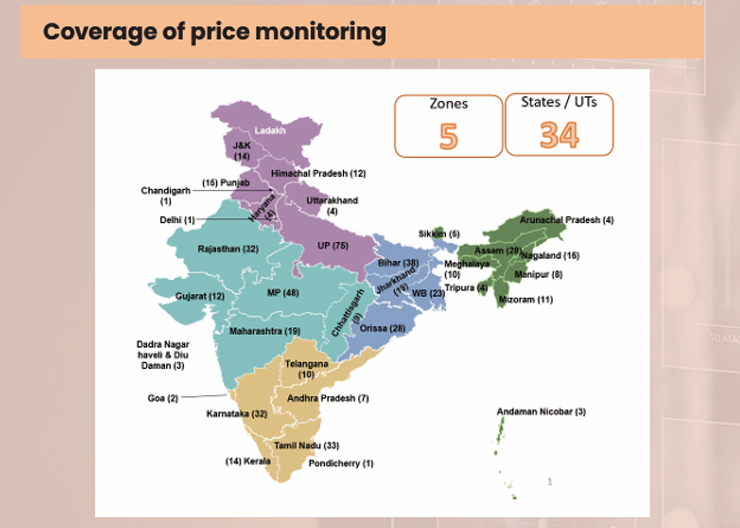 Coverage of price monitoring
Zones
5
States / UTs
34
Ladakh
J&K
(14)
Himachal Pradesh (12)
(15) Punjab
Chandigarh
(1)
Uttarakhand
(4)
Haryana
(4)
Delhi (1)
Rajasthan (32)
UP (75)
Sikkim (5)
Arunachal Pradesh (4)
Assam (28)
Nagaland (16)
Bihar (38)
Meghalaya
(10)
Manipur (8)
Jharkhand
WB (23)
Tripura (4)
Mizoram (11)
Gujarat (12)
MP (48)
Chhattisgarh
(9)
Orissa (28)
Maharashtra (19)
Dadra Nagar
haveli & Diu
Daman (3)
Telangana
(10)
Goa (2)
Andhra Pradesh (7)
Karnataka (32)
Andaman Nicobar (3)
Tamil Nadu (33)
(14) Kerala
Pondicherry (1)
1